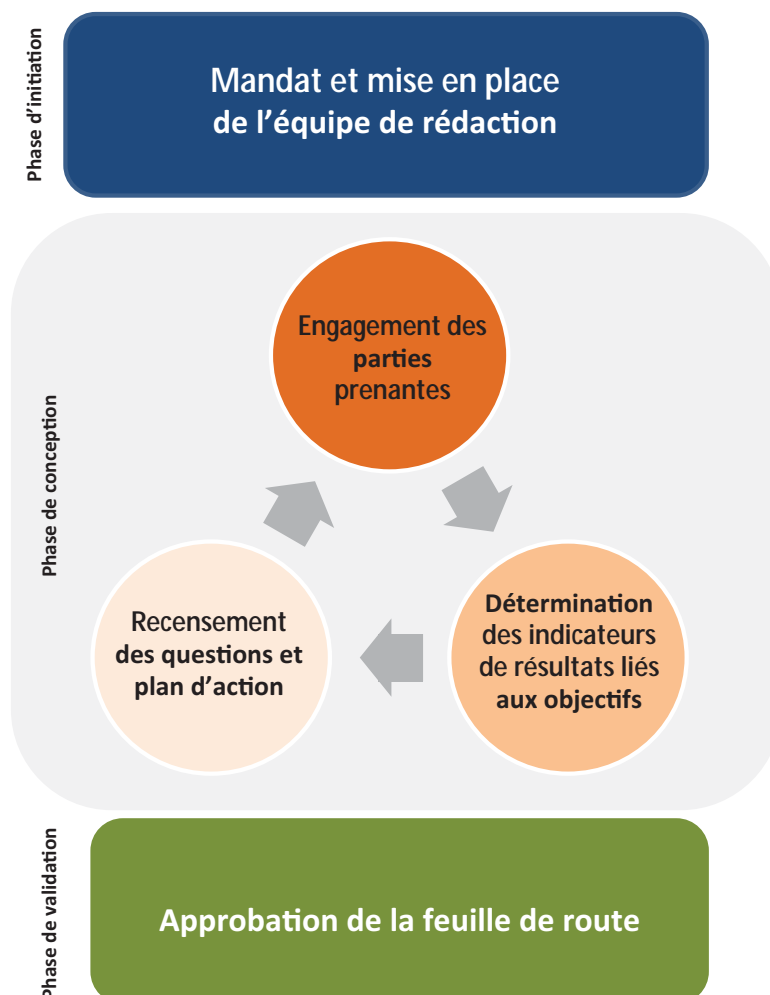 Phase d'initiation
Mandat et mise en place
de l'équipe de rédaction
Phase de conception
Engagement des
parties
prenantes
Détermination
des indicateurs
de résultats liés
aux objectifs
Recensement
des questions et
plan d'action
Phase de validation
Approbation de la feuille de route